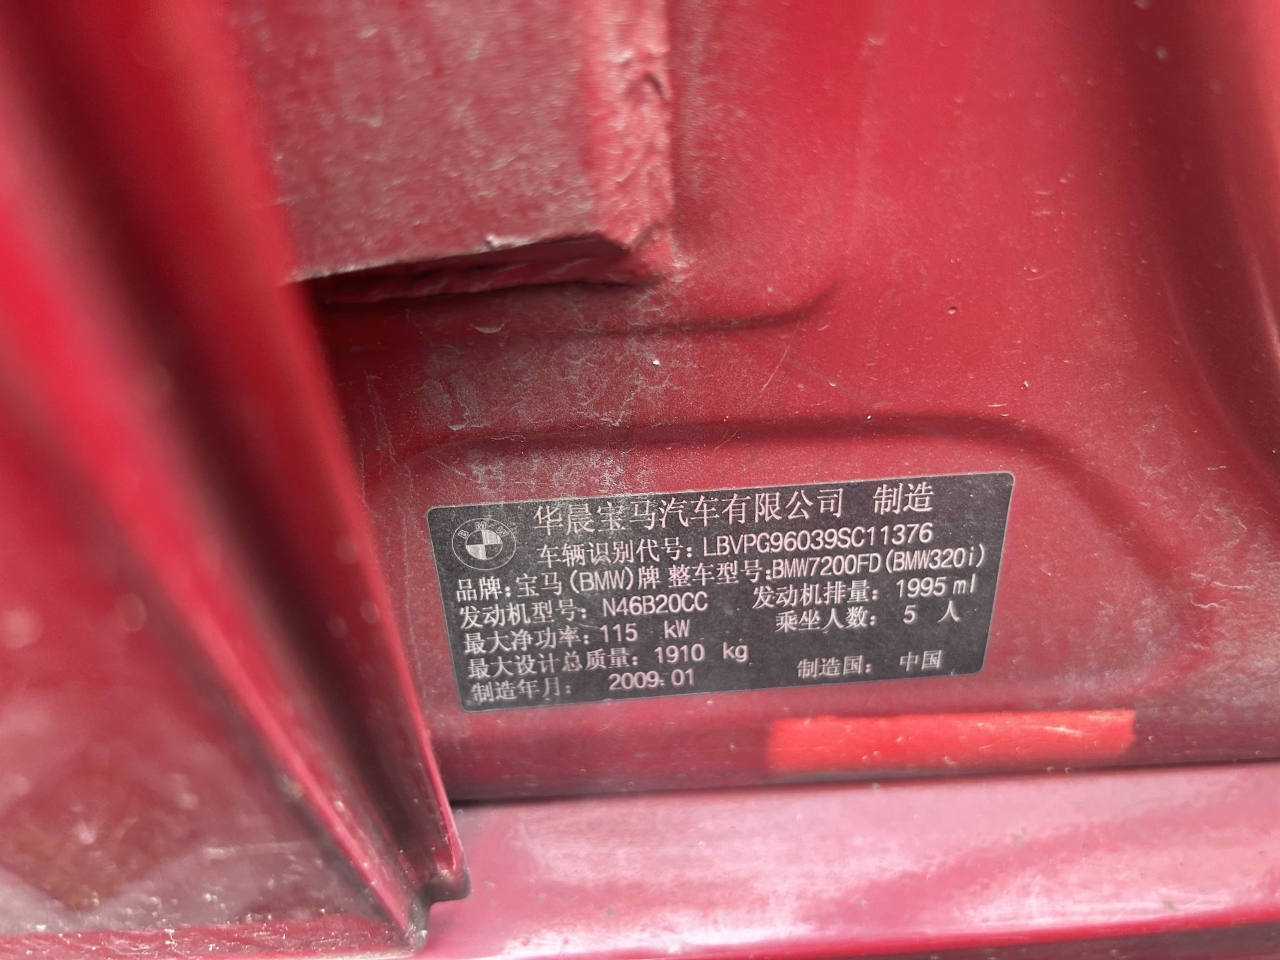 华晨宝马汽车有限公司 制造
车辆识别代号: LBVPG96039SC11376
品牌: 宝马(BMW)牌 整车型号: BMW7200FD(BMW320i)
发动机型号: N46B20CC 发动机排量: 1995 ml
最大净功率: 115 kW 乘坐人数: 5 人
最大设计总质量: 1910 kg
制造年月: 2009.01 制造国: 中国